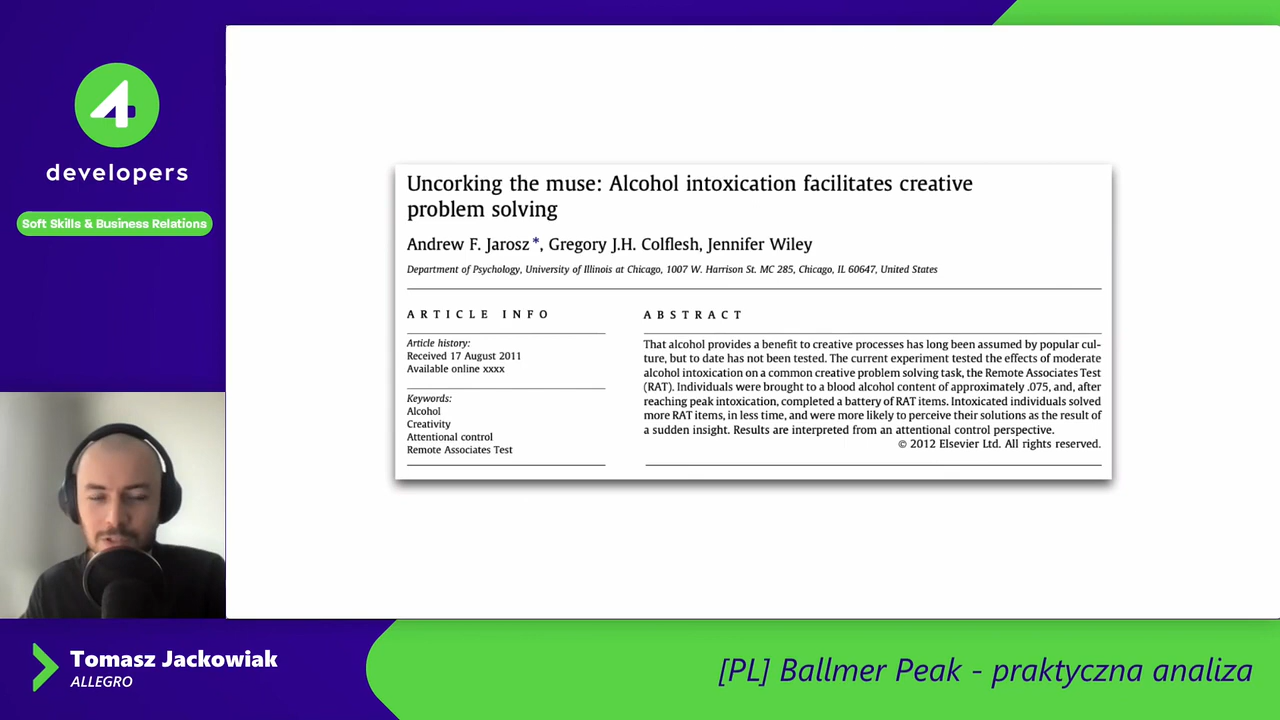 4
developers
Soft Skills & Business Relations
Uncorking the muse: Alcohol intoxication facilitates creative
problem solving
Andrew F. Jarosz*, Gregory J.H. Colflesh, Jennifer Wiley
Department of Psychology, University of Illinois at Chicago, 1007 W. Harrison St. MC 285, Chicago, IL 60647, United States
ARTICLE INFO
Article history:
Received 17 August 2011
Available online xxxx
Keywords:
Alcohol
Creativity
Attentional control
Remote Associates Test
ABSTRACT
That alcohol provides a benefit to creative processes has long been assumed by popular cul-
ture, but to date has not been tested. The current experiment tested the effects of moderate
alcohol intoxication on a common creative problem solving task, the Remote Associates Test
(RAT). Individuals were brought to a blood alcohol content of approximately .075, and, after
reaching peak intoxication, completed a battery of RAT items. Intoxicated individuals solved
more RAT items, in less time, and were more likely to perceive their solutions as the result of
a sudden insight. Results are interpreted from an attentional control perspective.
© 2012 Elsevier Ltd. All rights reserved.
Tomasz Jackowiak
ALLEGRO
[PL] Ballmer Peak - praktyczna analiza